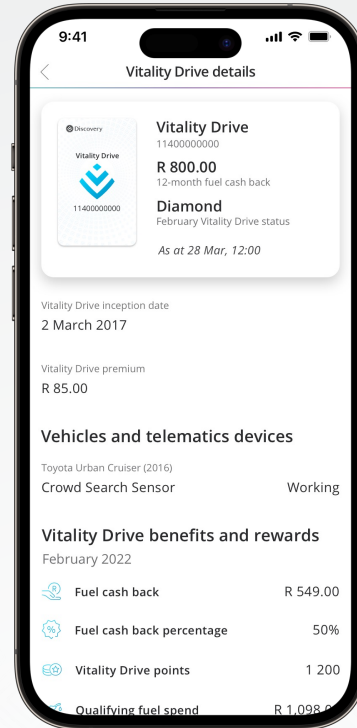 9:41
Vitality Drive details
Discovery
Vitality Drive
11400000000
Vitality Drive
11400000000
R 800.00
12-month fuel cash back
Diamond
February Vitality Drive status
As at 28 Mar, 12:00
Vitality Drive inception date
2 March 2017
Vitality Drive premium
R 85.00
Vehicles and telematics devices
Toyota Urban Cruiser (2016)
Crowd Search Sensor Working
Vitality Drive benefits and rewards
February 2022
Fuel cash back R 549.00
Fuel cash back percentage 50%
Vitality Drive points 1 200
Qualifying fuel spend R 1,098.0